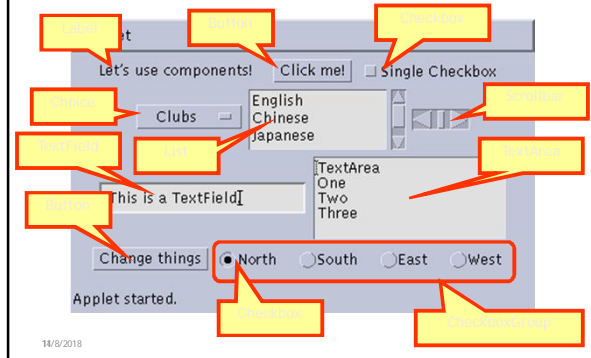 Label
Button
Checkbox
et
Let's use components!
Click me!
Single Checkbox
Choice
Clubs
English
Chinese
Japanese
Scrollbar
TextField
List
TextArea
TextArea
One
Two
Three
This is a TextField
Button
Change things
North
South
East
West
Applet started.
Checkbox
CheckboxGroup
14/8/2018